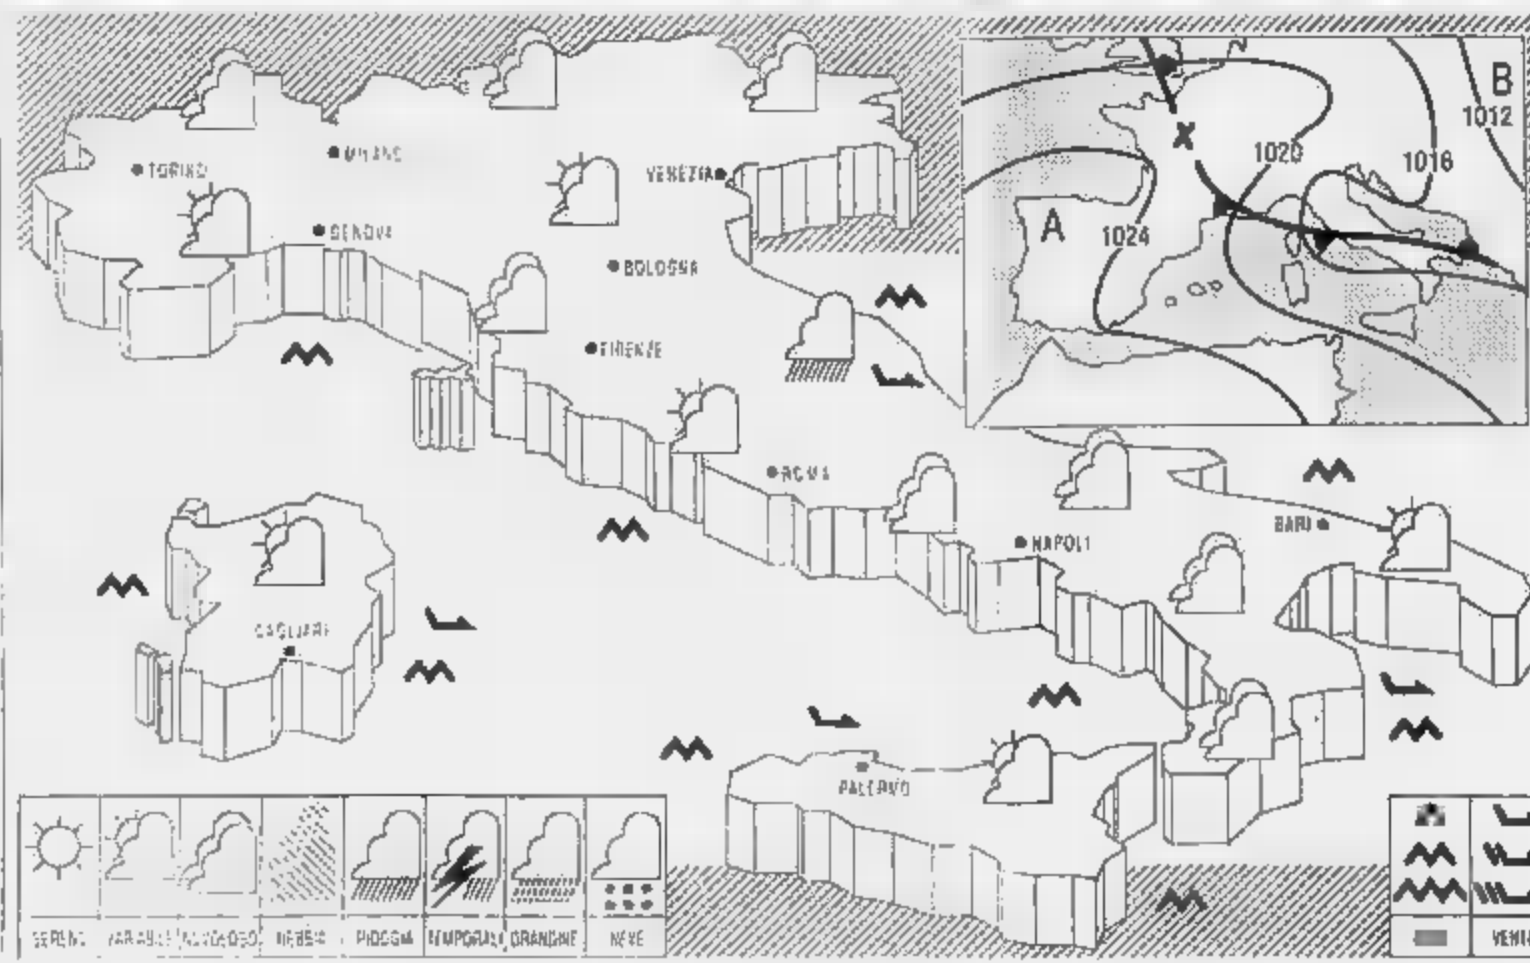 B
1012
X
1020
1016
TORINO
MILANO
VENEZIA
A
1024
GENOVA
BOLOGNA
FIRENZE
ROMA
BARI
NAPOLI
CAGLIARI
PALERMO
SERENO VARIABILE NUVOLOSO NEBBIA PIOGGIA TEMPORALE GRANDINE NEVE